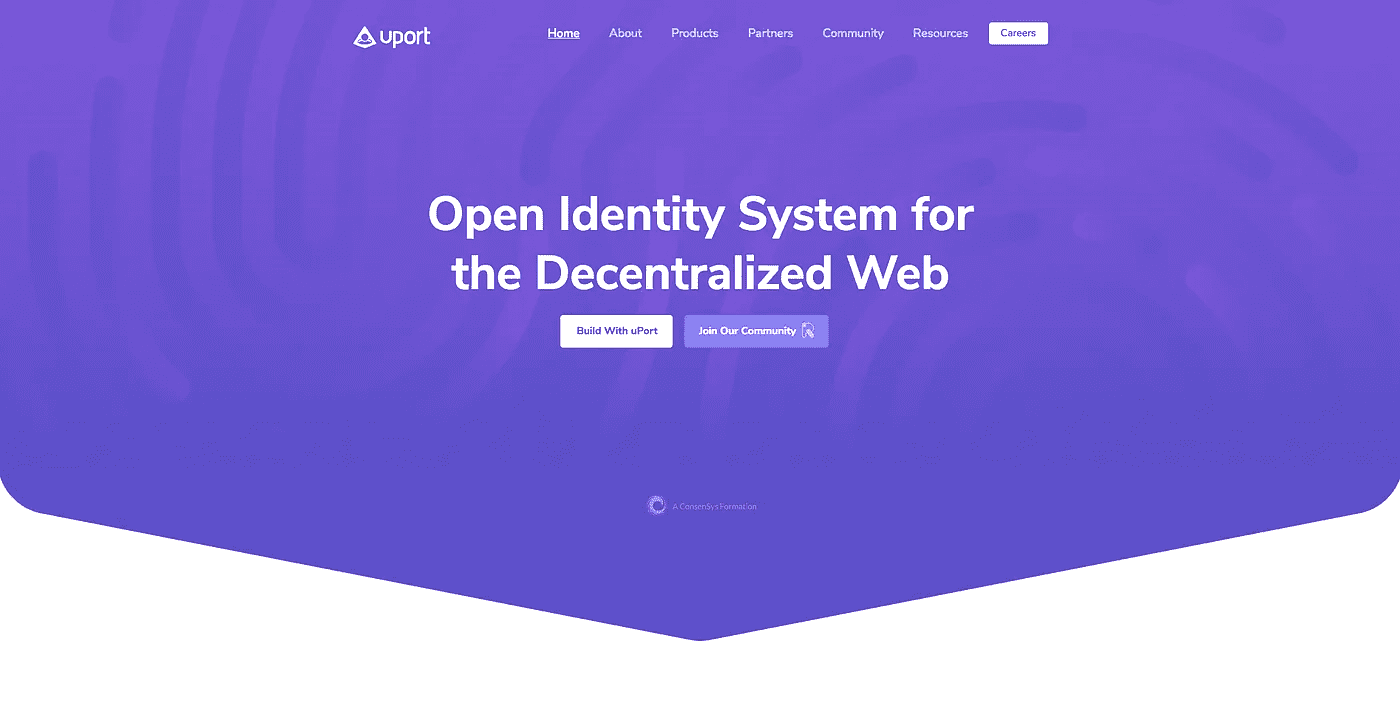 uport
Home About Products Partners Community Resources Careers
Open Identity System for
the Decentralized Web
Build With uPort Join Our Community
A ConsenSys Formation